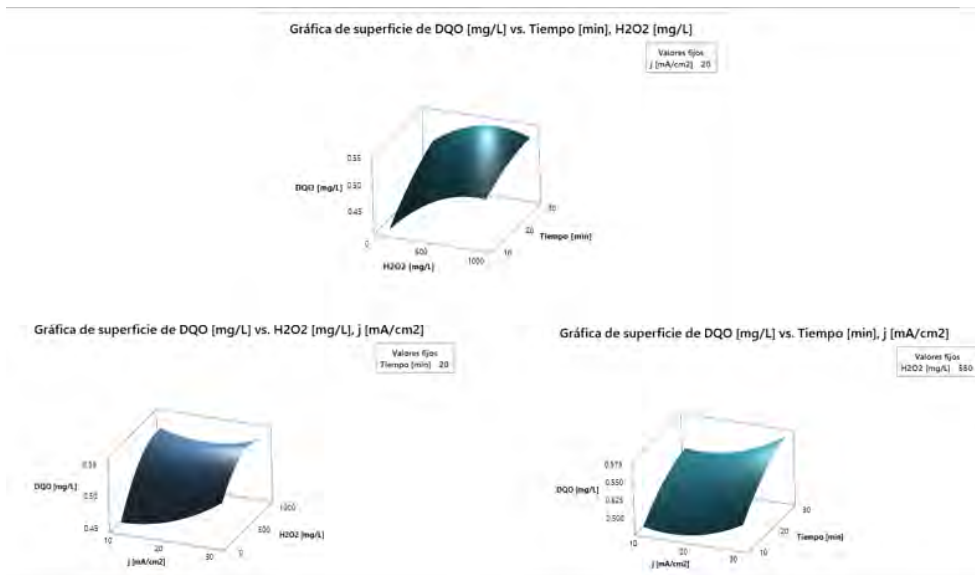 Gráfica de superficie de DQO [mg/L] vs. Tiempo [min], H2O2 [mg/L]
Valores fijos
j [mA/cm2] 20
0.55
0.50
0.45
DQO [mg/L]
0
500
1000
H2O2 [mg/L]
10
20
30
Tiempo [min]
Gráfica de superficie de DQO [mg/L] vs. H2O2 [mg/L], j [mA/cm2]
Valores fijos
Tiempo [min] 20
0.50
0.45
DQO [mg/L]
10
20
30
j [mA/cm2]
0
500
1000
H2O2 [mg/L]
Gráfica de superficie de DQO [mg/L] vs. Tiempo [min], j [mA/cm2]
Valores fijos
H2O2 [mg/L] 550
0.575
0.550
0.525
0.500
DQO [mg/L]
10
20
30
j [mA/cm2]
10
20
30
Tiempo [min]